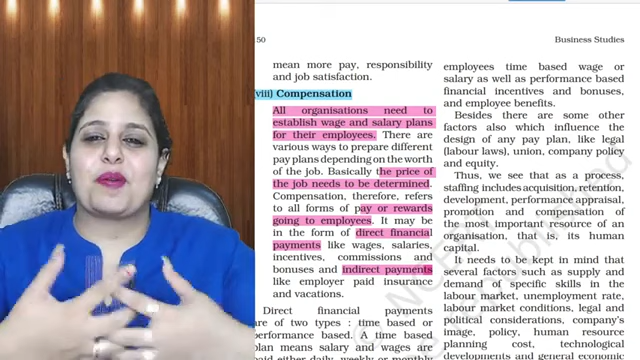 50
Business Studies
mean more pay, responsibility
and job satisfaction.
(viii) Compensation
All organisations need to
establish wage and salary plans
for their employees. There are
various ways to prepare different
pay plans depending on the worth
of the job. Basically the price of
the job needs to be determined.
Compensation, therefore, refers
to all forms of pay or rewards
going to employees. It may be
in the form of direct financial
payments like wages, salaries,
incentives, commissions and
bonuses and indirect payments
like employer paid insurance
and vacations.
Direct financial payments
are of two types : time based or
performance based. A time based
plan means salary and wages are
paid either daily, weekly or monthly
employees time based wage or
salary as well as performance based
financial incentives and bonuses,
and employee benefits.
Besides there are some other
factors also which influence the
design of any pay plan, like legal
(labour laws), union, company policy
and equity.
Thus, we see that as a process,
staffing includes acquisition, retention,
development, performance appraisal,
promotion and compensation of
the most important resource of an
organisation, that is, its human
capital.
It needs to be kept in mind that
several factors such as supply and
demand of specific skills in the
labour market, unemployment rate,
labour market conditions, legal and
political considerations, company's
image, policy, human resource
planning cost, technological
developments and general economic